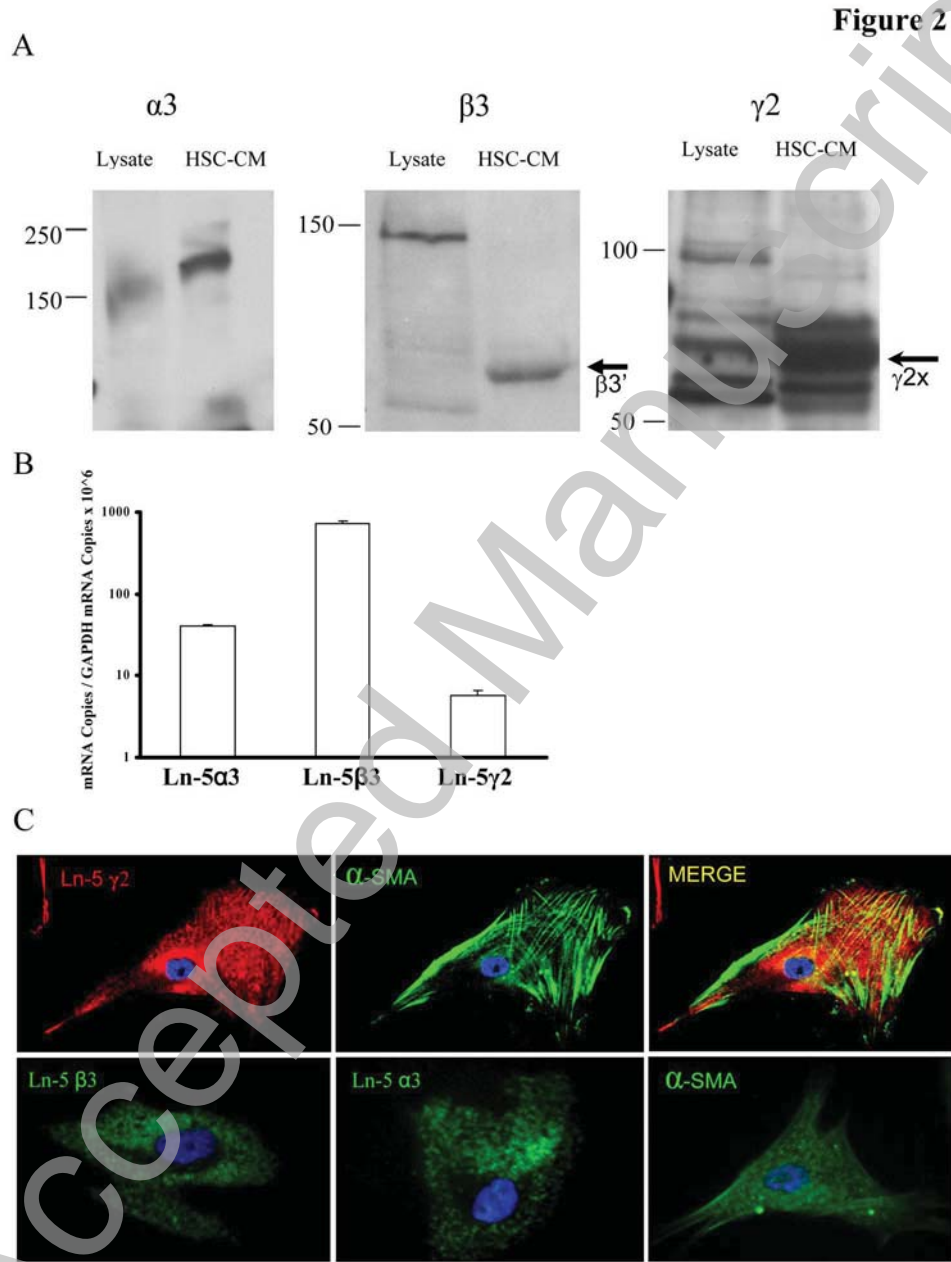 Figure 2
A
α3
β3
γ2
Lysate HSC-CM
Lysate HSC-CM
Lysate HSC-CM
250
150
150
50
100
50
β3'
γ2x
B
mRNA Copies / GAPDH mRNA Copies x 10^6
1000
100
10
1
Ln-5α3 Ln-5β3 Ln-5γ2
C
Ln-5 γ2
α-SMA
MERGE
Ln-5 β3
Ln-5 α3
α-SMA
Accepted Manuscript